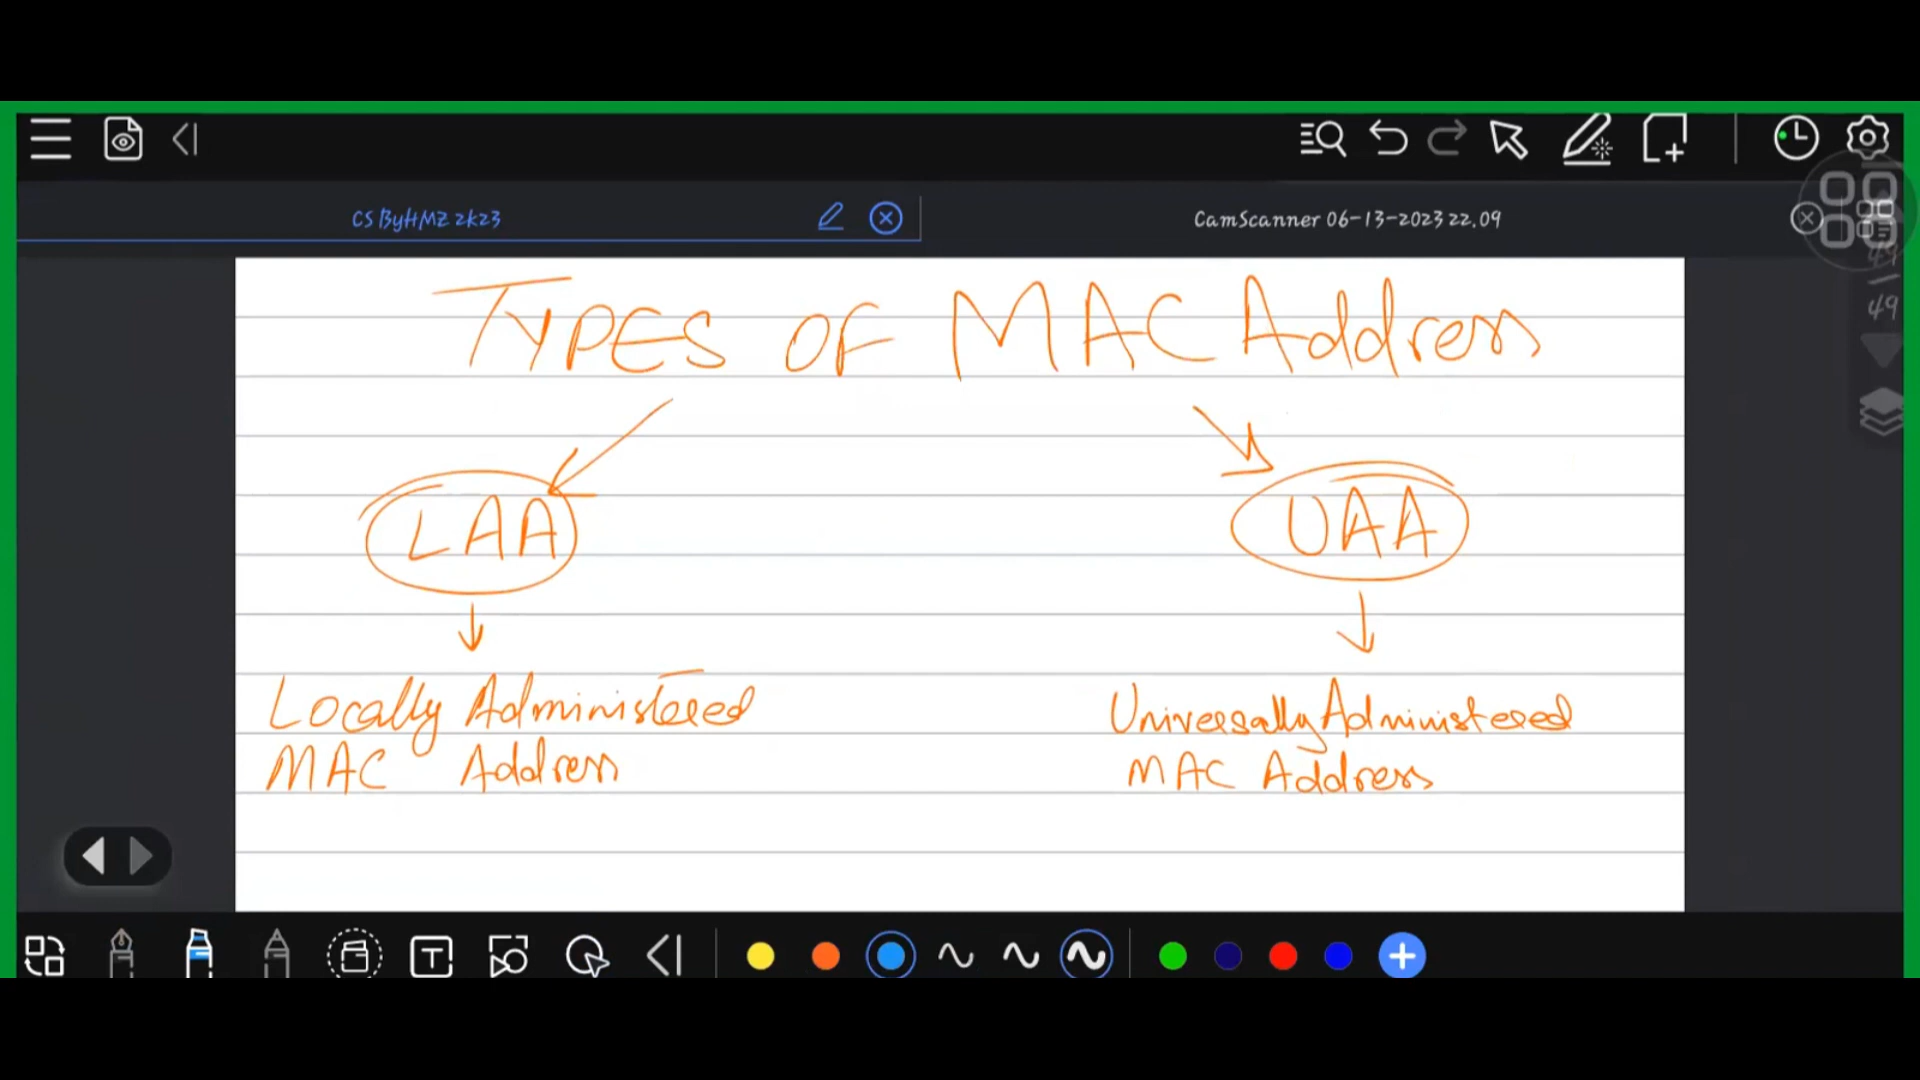 CS ByHMZ 2k23
CamScanner 06-13-2023 22.09
49
49
TYPES OF MAC Address
LAA
UAA
Locally Administered
MAC Address
Universally Administered
MAC Address